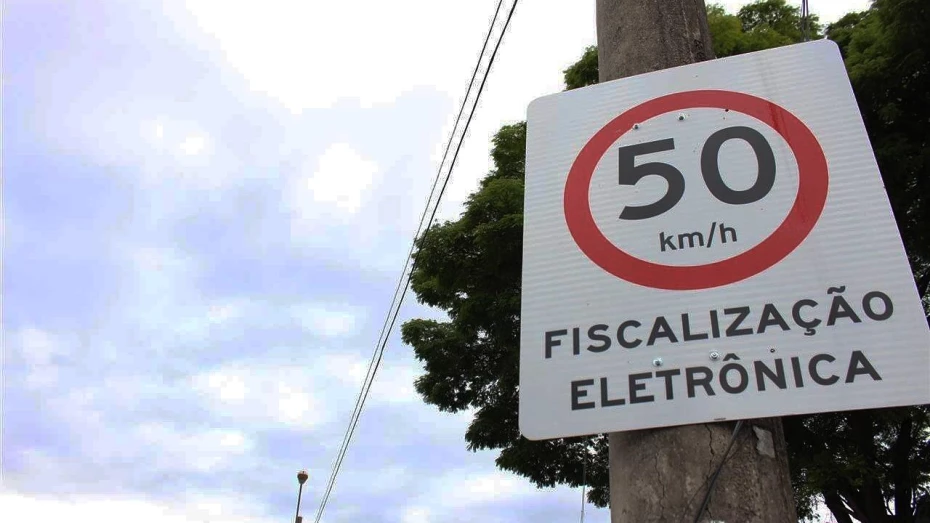 50
km/h
FISCALIZAÇÃO
ELETRÔNICA